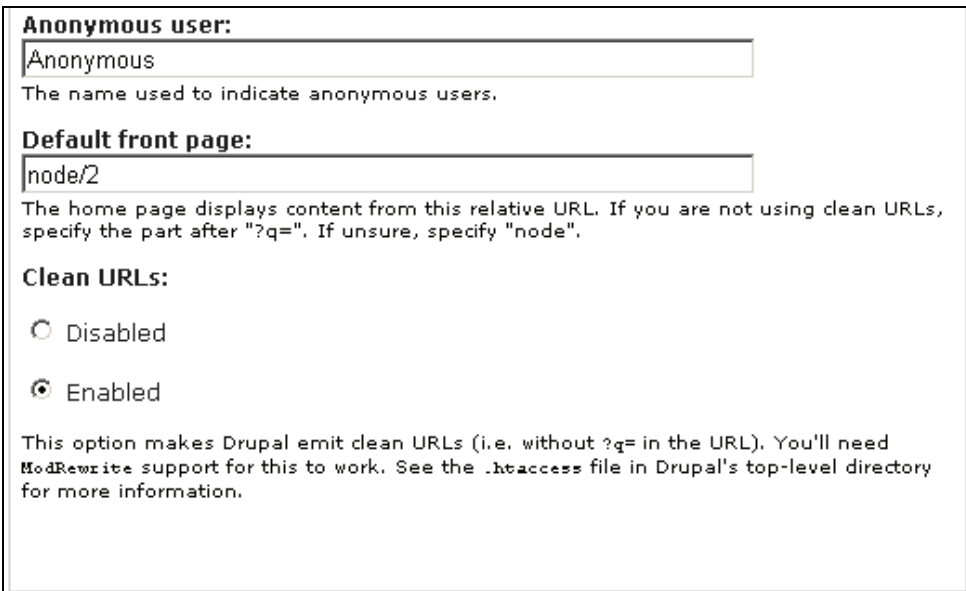 Anonymous user:
Anonymous
The name used to indicate anonymous users.
Default front page:
node/2
The home page displays content from this relative URL. If you are not using clean URLs,
specify the part after "?q=". If unsure, specify "node".
Clean URLs:
Disabled
Enabled
This option makes Drupal emit clean URLs (i.e. without ?q= in the URL). You'll need
ModRewrite support for this to work. See the .htaccess file in Drupal's top-level directory
for more information.